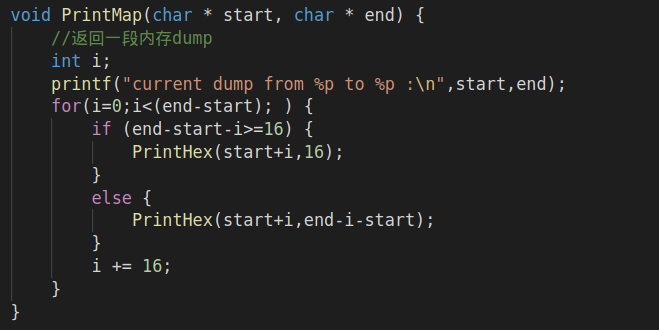 void PrintMap(char * start, char * end) {
    //返回一段内存dump
    int i;
    printf("current dump from %p to %p :\n",start,end);
    for(i=0;i<(end-start); ) {
        if (end-start-i>=16) {
            PrintHex(start+i,16);
        }
        else {
            PrintHex(start+i,end-i-start);
        }
        i += 16;
    }
}